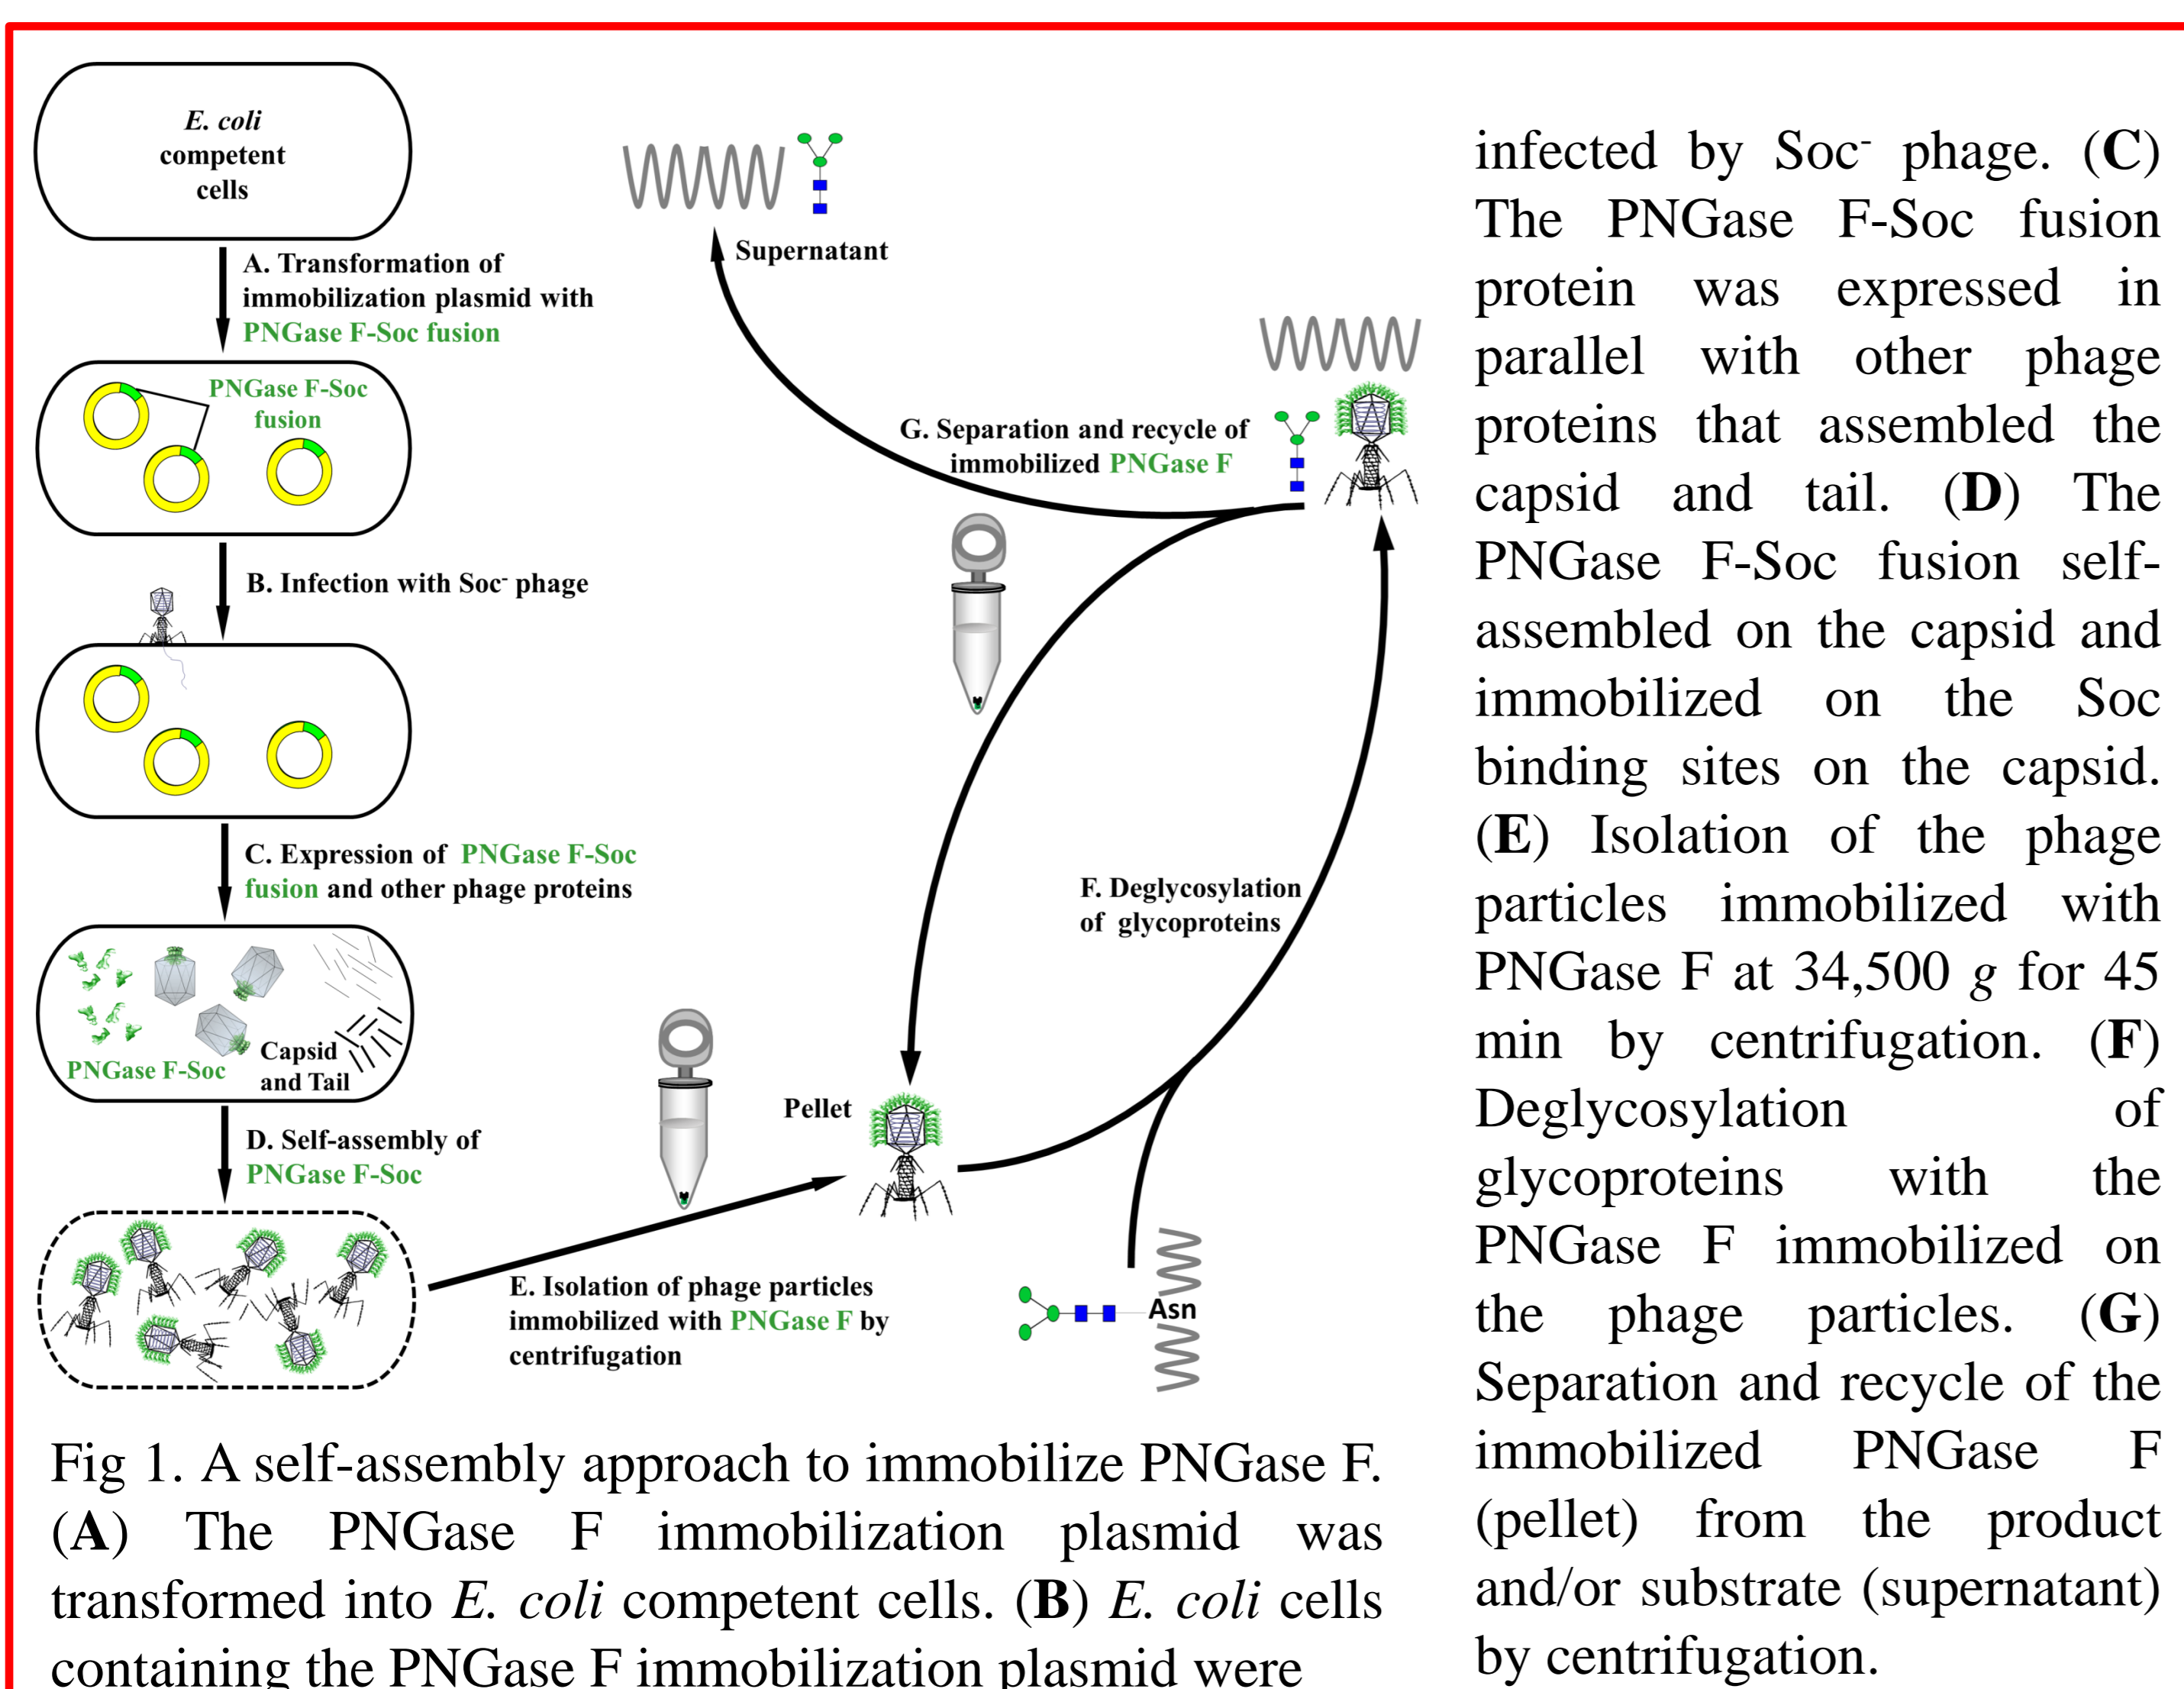 E. coli
competent
cells
A. Transformation of
immobilization plasmid with
PNGase F-Soc fusion
PNGase F-Soc
fusion
B. Infection with Soc⁻ phage
C. Expression of PNGase F-Soc
fusion and other phage proteins
PNGase F-Soc
Capsid
and Tail
D. Self-assembly of
PNGase F-Soc
E. Isolation of phage particles
immobilized with PNGase F by
centrifugation
Pellet
Asn
F. Deglycosylation
of glycoproteins
G. Separation and recycle of
immobilized PNGase F
Supernatant
Fig 1. A self-assembly approach to immobilize PNGase F.
(A) The PNGase F immobilization plasmid was
transformed into E. coli competent cells. (B) E. coli cells
containing the PNGase F immobilization plasmid were
infected by Soc⁻ phage. (C)
The PNGase F-Soc fusion
protein was expressed in
parallel with other phage
proteins that assembled the
capsid and tail. (D) The
PNGase F-Soc fusion self-
assembled on the capsid and
immobilized on the Soc
binding sites on the capsid.
(E) Isolation of the phage
particles immobilized with
PNGase F at 34,500 g for 45
min by centrifugation. (F)
Deglycosylation of
glycoproteins with the
PNGase F immobilized on
the phage particles. (G)
Separation and recycle of the
immobilized PNGase F
(pellet) from the product
and/or substrate (supernatant)
by centrifugation.